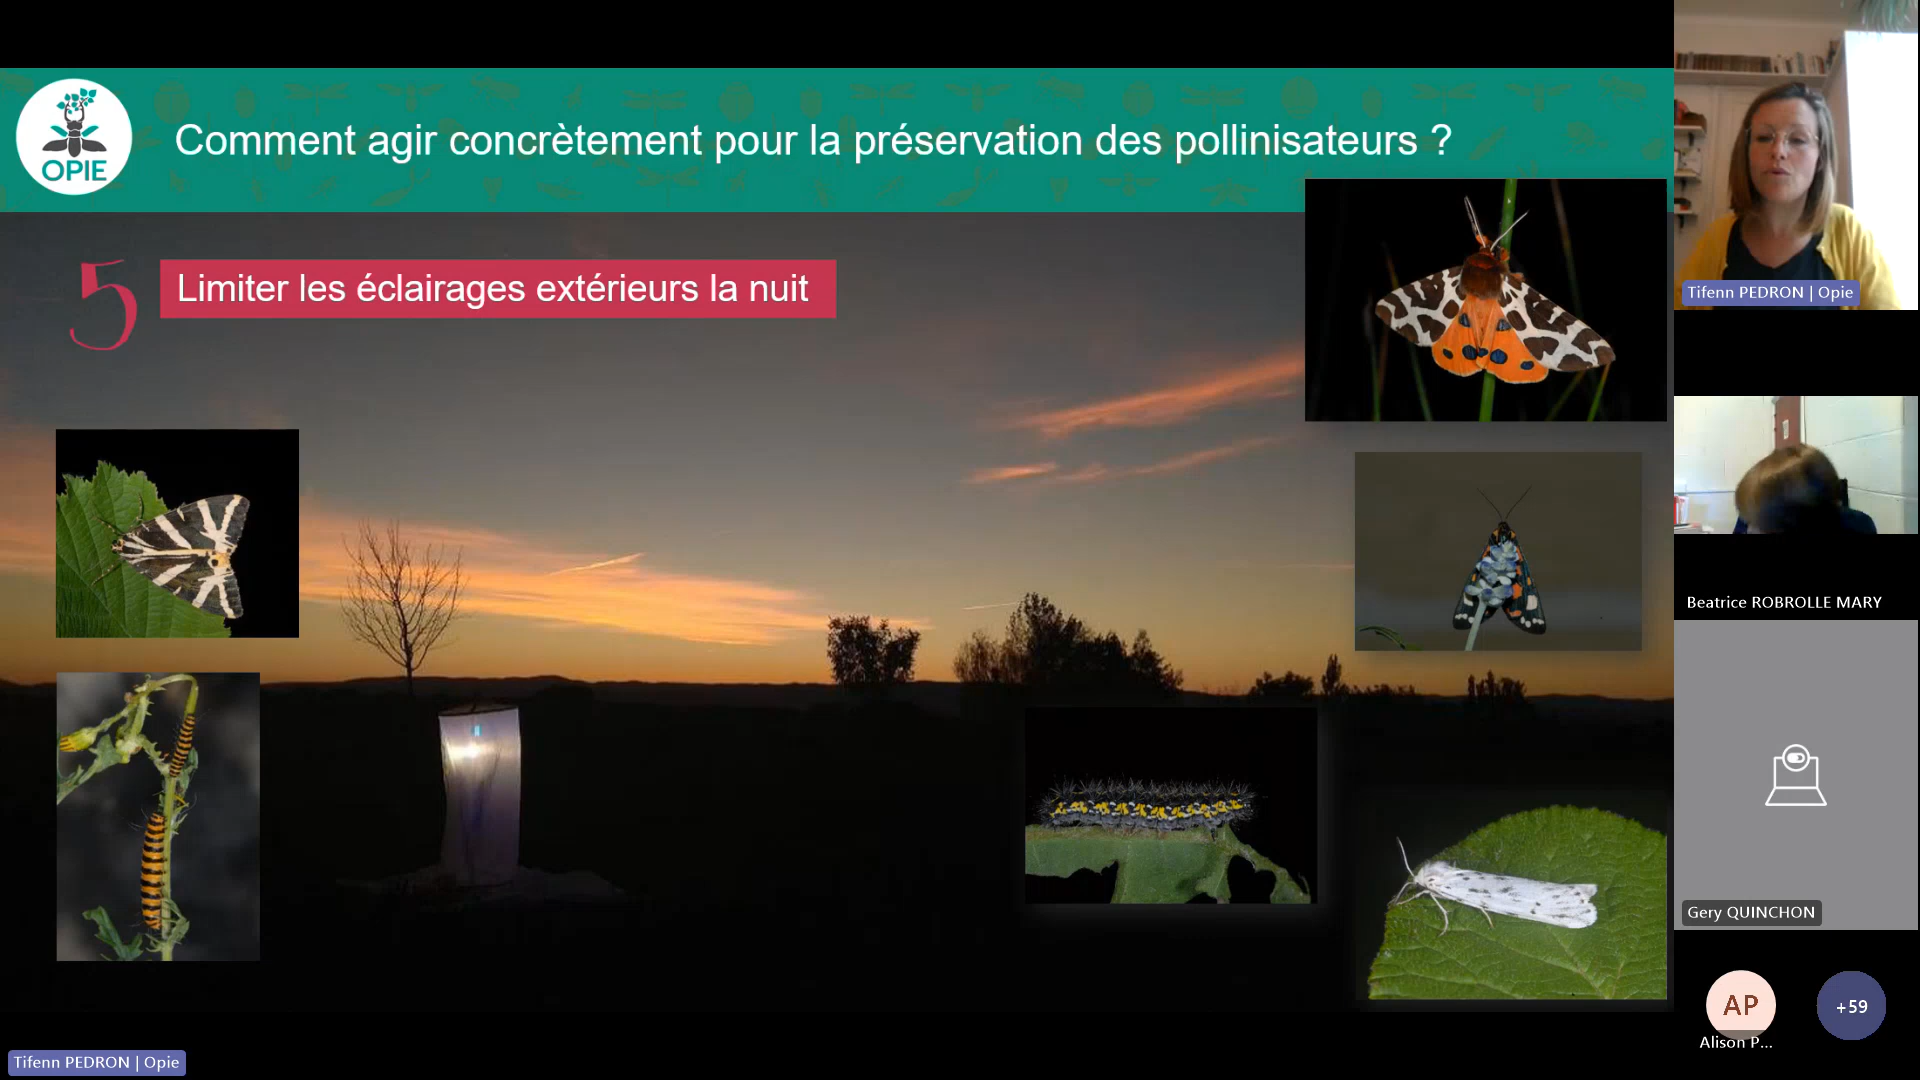 OPIE
Comment agir concrètement pour la préservation des pollinisateurs ?
5
Limiter les éclairages extérieurs la nuit
Tifenn PEDRON | Opie
Beatrice ROBROLLE MARY
Gery QUINCHON
AP
+59
Alison P...
Tifenn PEDRON | Opie